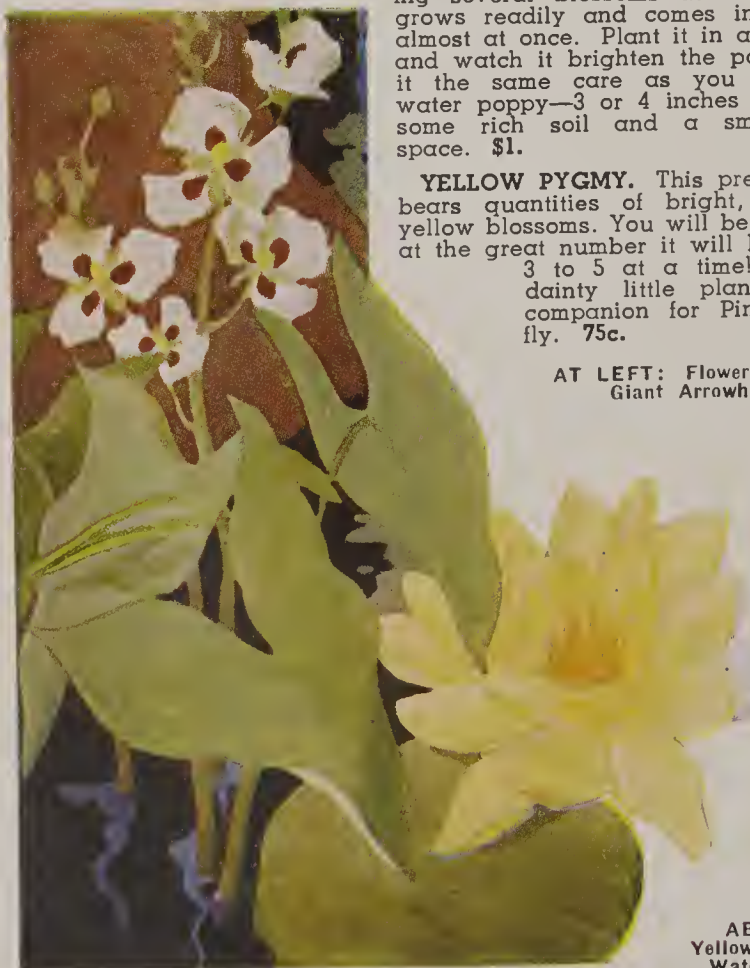 several blossoms
grows readily and comes in
almost at once. Plant it in a
and watch it brighten the po
it the same care as you
water poppy—3 or 4 inches
some rich soil and a sm
space. $1.
YELLOW PYGMY. This pre
bears quantities of bright,
yellow blossoms. You will be
at the great number it will
3 to 5 at a time!
dainty little plan
companion for Pin
fly. 75c.
AT LEFT: Flower
Giant Arrowh
AB
Yellow
Wat